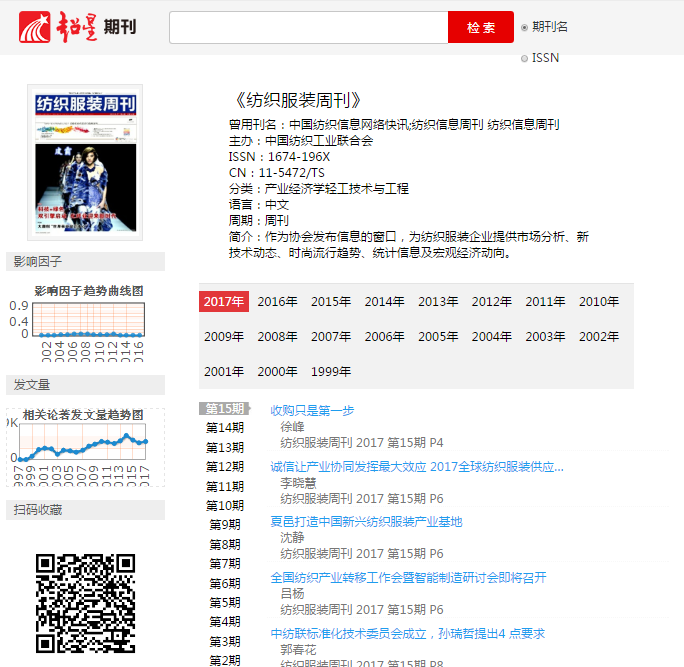 超星 期刊
检 索
期刊名
ISSN
纺织服装周刊
《纺织服装周刊》
曾用刊名：中国纺织信息网络快讯;纺织信息周刊 纺织信息周刊
主办：中国纺织工业联合会
ISSN：1674-196X
CN：11-5472/TS
分类：产业经济学轻工技术与工程
语言：中文
周期：周刊
简介：作为协会发布信息的窗口，为纺织服装企业提供市场分析、新
技术动态、时尚流行趋势、统计信息及宏观经济动向。
影响因子
影响因子趋势曲线图
0.9
0.4
0
002 004 006 008 010 012 014 016
发文量
相关论著发文量趋势图
0K
0
997 999 001 003 005 007 009 011 013 015 017
扫码收藏
2017年 2016年 2015年 2014年 2013年 2012年 2011年 2010年
2009年 2008年 2007年 2006年 2005年 2004年 2003年 2002年
2001年 2000年 1999年
第15期
第14期
第13期
第12期
第11期
第10期
第9期
第8期
第7期
第6期
第5期
第4期
第3期
第2期
收购只是第一步
徐峰
纺织服装周刊 2017 第15期 P4
诚信让产业协同发挥最大效应 2017全球纺织服装供应...
李晓慧
纺织服装周刊 2017 第15期 P6
夏邑打造中国新兴纺织服装产业基地
沈静
纺织服装周刊 2017 第15期 P6
全国纺织产业转移工作会暨智能制造研讨会即将召开
吕杨
纺织服装周刊 2017 第15期 P6
中纺联标准化技术委员会成立，孙瑞哲提出4 点要求
郭春花
纺织服装周刊 2017 第15期 P8